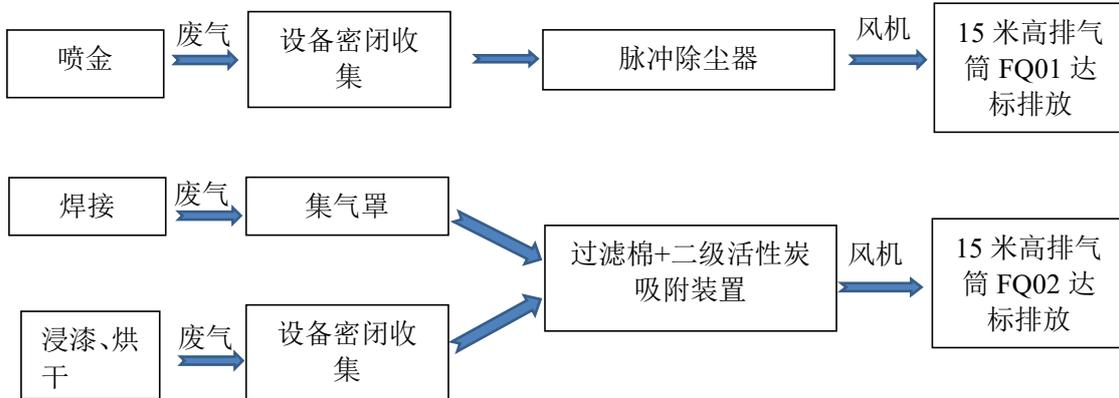 喷金
废气
设备密闭收
集
脉冲除尘器
风机
15 米高排气
筒 FQ01 达
标排放
焊接
废气
集气罩
过滤棉+二级活性炭
吸附装置
风机
15 米高排气
筒 FQ02 达
标排放
浸漆、烘
干
废气
设备密闭收
集